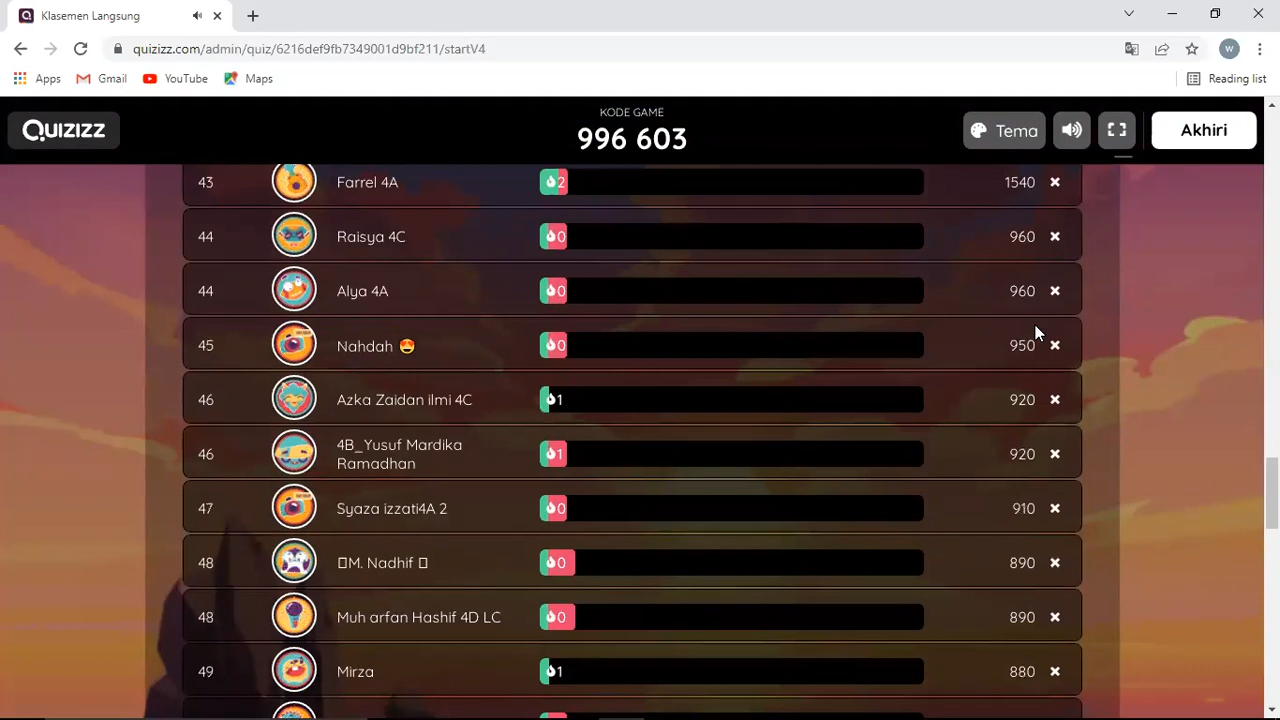 Klasemen Langsung
quizizz.com/admin/quiz/6216def9fb7349001d9bf211/startV4
W
Apps Gmail YouTube Maps Reading list
QUIZIZZ
KODE GAME
996 603
Tema
Akhiri
43 Farrel 4A 2 1540
44 Raisya 4C 0 960
44 Alya 4A 0 960
45 Nahdah 😍 0 950
46 Azka Zaidan ilmi 4C 1 920
46 4B_Yusuf Mardika
Ramadhan 1 920
47 Syaza izzati4A 2 0 910
48 M. Nadhif 0 890
48 Muh arfan Hashif 4D LC 0 890
49 Mirza 1 880